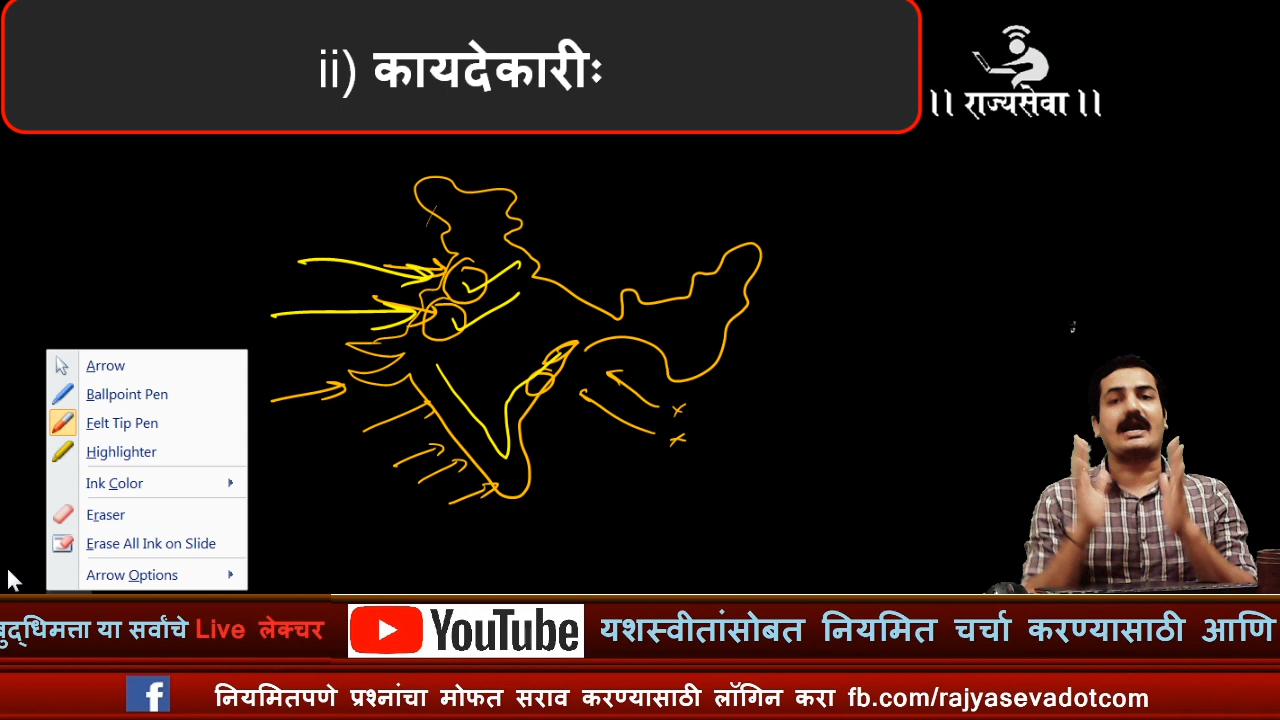 ii) कायदेकारीः
।। राज्यसेवा ।।
Arrow
Ballpoint Pen
Felt Tip Pen
Highlighter
Ink Color
Eraser
Erase All Ink on Slide
Arrow Options
बुद्धिमत्ता या सर्वांचे Live लेक्चर YouTube यशस्वीतांसोबत नियमित चर्चा करण्यासाठी आणि
f नियमितपणे प्रश्नांचा मोफत सराव करण्यासाठी लॉगिन करा fb.com/rajyasevadotcom